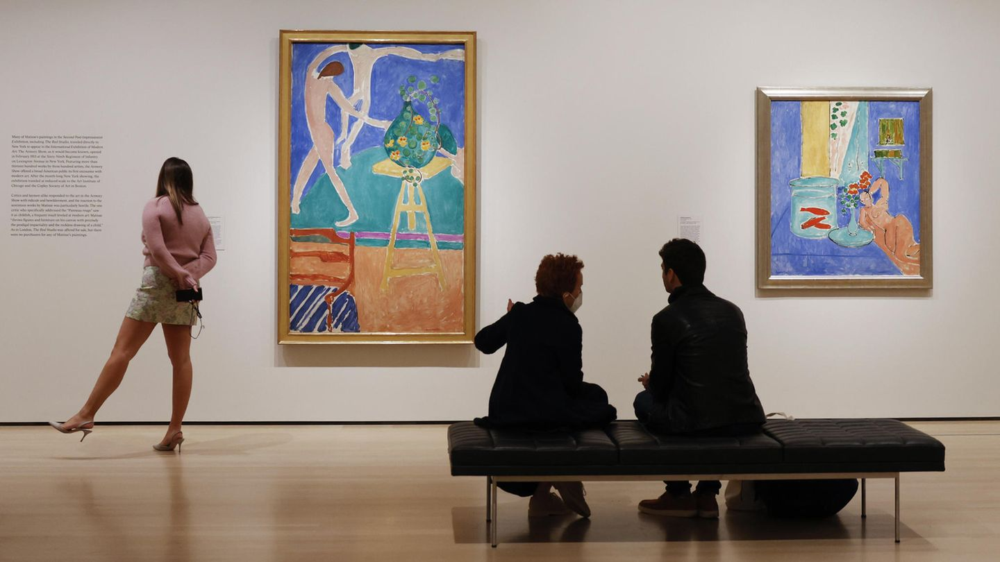 Many of Matisse's paintings in the Second Post-Impressionist
Exhibition, including The Red Studio, traveled directly to
New York to appear in the International Exhibition of Modern
Art. The Armory Show, as it would become known, opened
in February 1913 at the Sixty-Ninth Regiment of Infantry
on Lexington Avenue in New York. Featuring more than
thirteen hundred works by three hundred artists, the Armory
Show offered a broad American public its first encounter with
modern art. After the month-long New York showing, the
exhibition traveled at reduced scale to the Art Institute of
Chicago and the Copley Society of Art in Boston.
Critics and laymen alike responded to the art in the Armory
Show with ridicule and bewilderment, and the reaction to the
seventeen works by Matisse was particularly hostile. The one
critic who specifically addressed the "Panneau rouge" saw
it as childish, a frequent insult leveled at modern art: Matisse
"throws figures and furniture on his canvas with precisely
the prodigal impartiality and the reckless drawing of a child."
As in London, The Red Studio was offered for sale, but there
were no purchasers for any of Matisse's paintings.